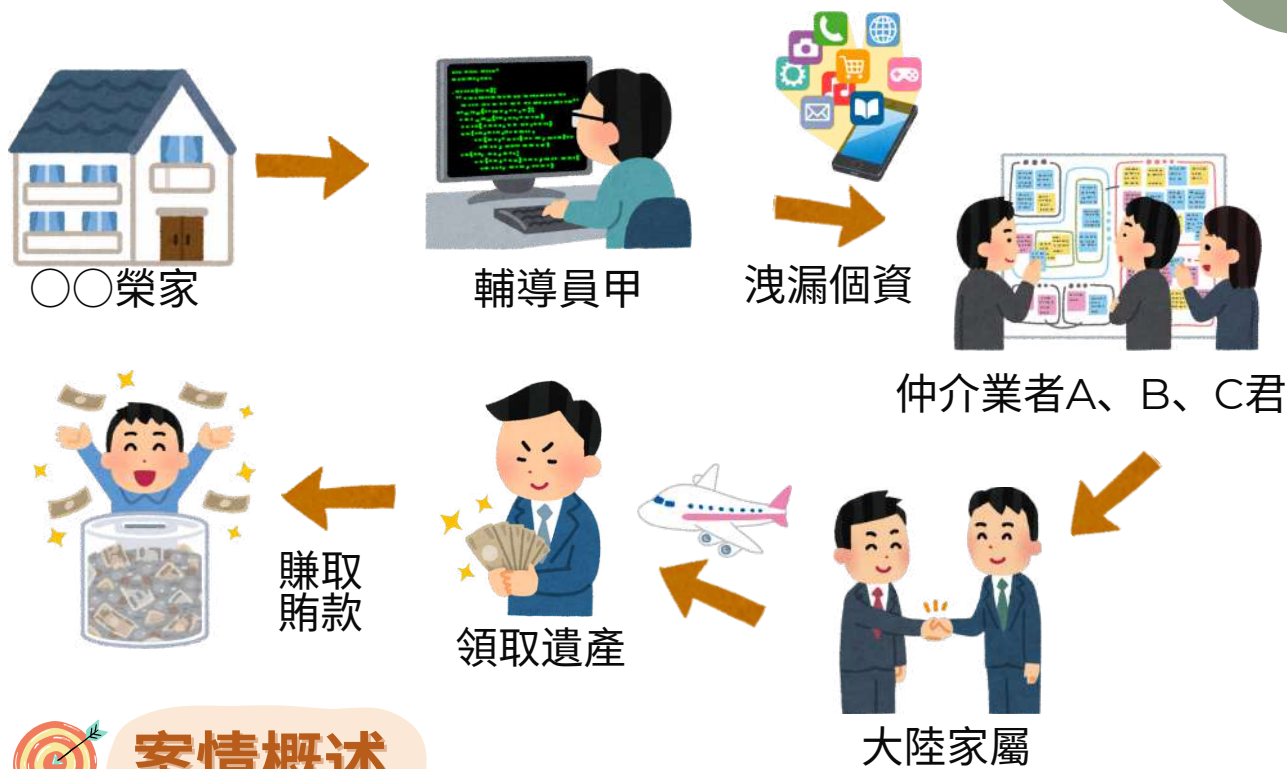 ○○榮家
輔導員甲
洩漏個資
仲介業者A、B、C君
大陸家屬
領取遺產
賺取
賄款
案情概述